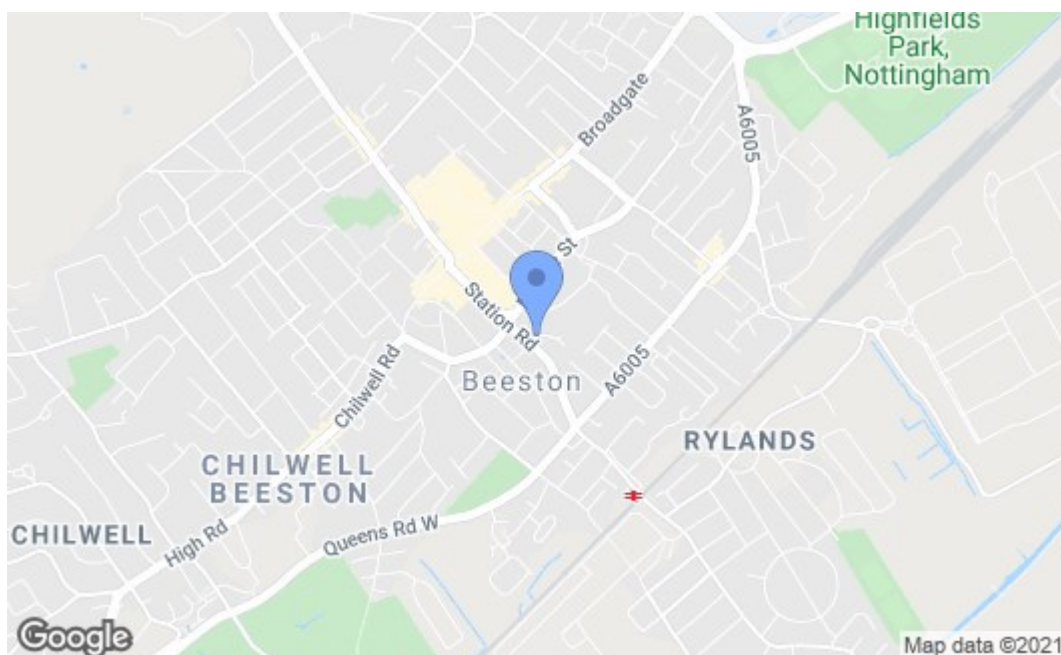 Highfields
Park,
Nottingham
Broadgate
A6005
St
Station Rd
Beeston
A6005
Chilwell Rd
RYLANDS
CHILWELL
BEESTON
CHILWELL
High Rd
Queens Rd W
Google
Map data ©2021